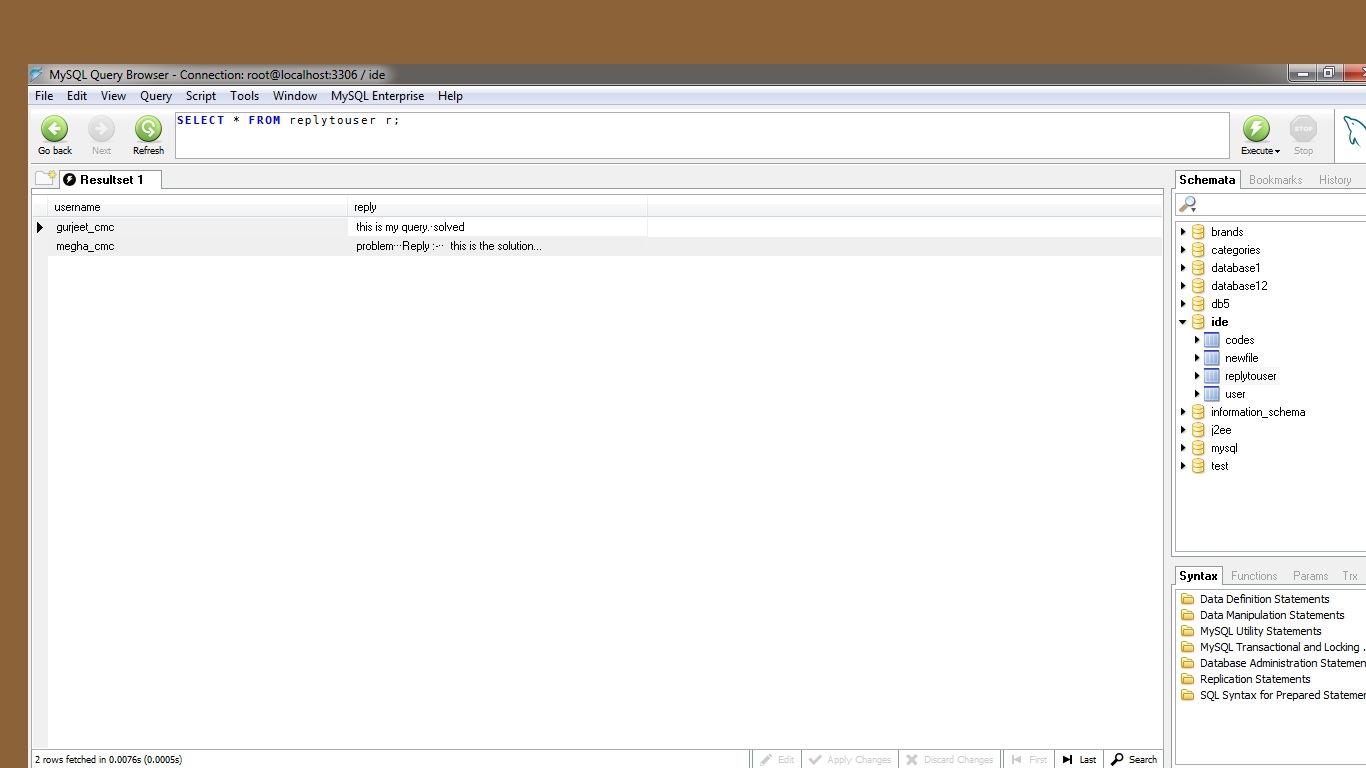 MySQL Query Browser - Connection: root@localhost:3306 / ide
File Edit View Query Script Tools Window MySQL Enterprise Help
SELECT * FROM replytouser r;
Go back Next Refresh Execute STOP Stop
Resultset 1
username reply
gurjeet_cmc this is my query.·solved
megha_cmc problem···Reply :-·· this is the solution...
2 rows fetched in 0.0076s (0.0005s) Edit Apply Changes Discard Changes First Last Search
Schemata Bookmarks History
brands
categories
database1
database12
db5
ide
codes
newfile
replytouser
user
information_schema
j2ee
mysql
test
Syntax Functions Params Trx
Data Definition Statements
Data Manipulation Statements
MySQL Utility Statements
MySQL Transactional and Locking .
Database Administration Statemen
Replication Statements
SQL Syntax for Prepared Statemer